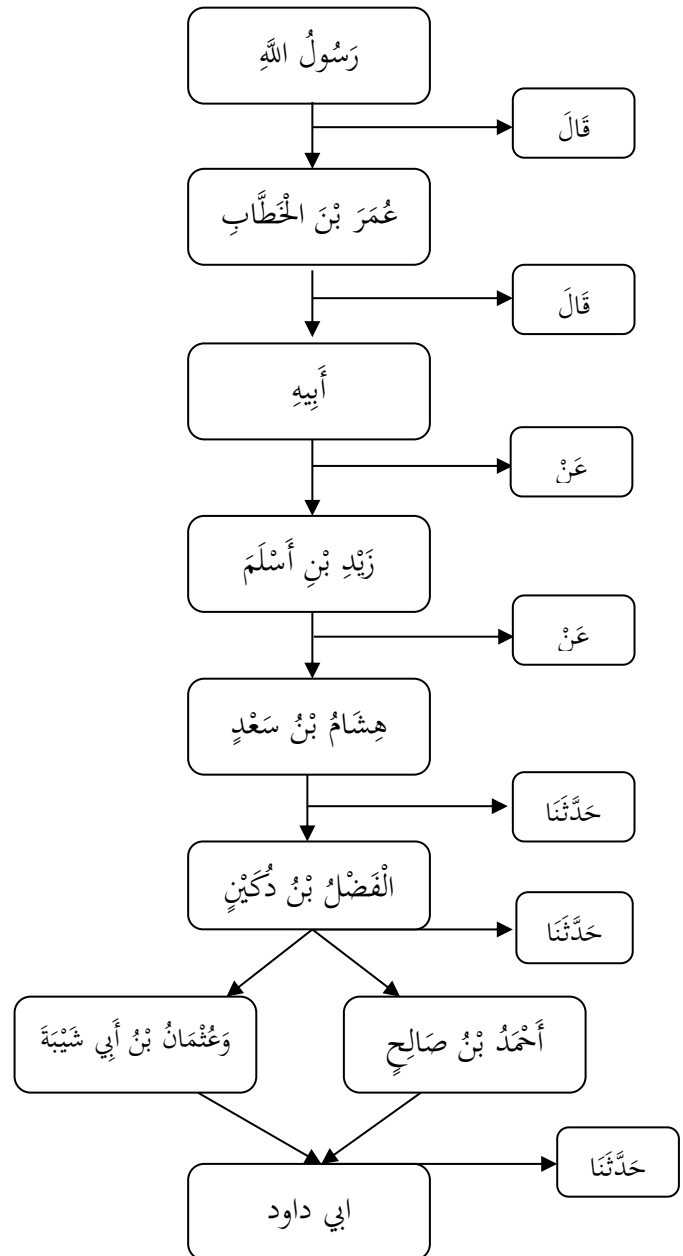 رَسُولُ اللَّهِ
قَالَ
عُمَرَ بْنَ الْخَطَّابِ
قَالَ
أَبِيهِ
عَنْ
زَيْدِ بْنِ أَسْلَمَ
عَنْ
هِشَامُ بْنُ سَعْدٍ
حَدَّثَنَا
الْفَضْلُ بْنُ دُكَيْنٍ
حَدَّثَنَا
أَحْمَدُ بْنُ صَالِحٍ
وَعُثْمَانُ بْنُ أَبِي شَيْبَةَ
حَدَّثَنَا
ابي داود